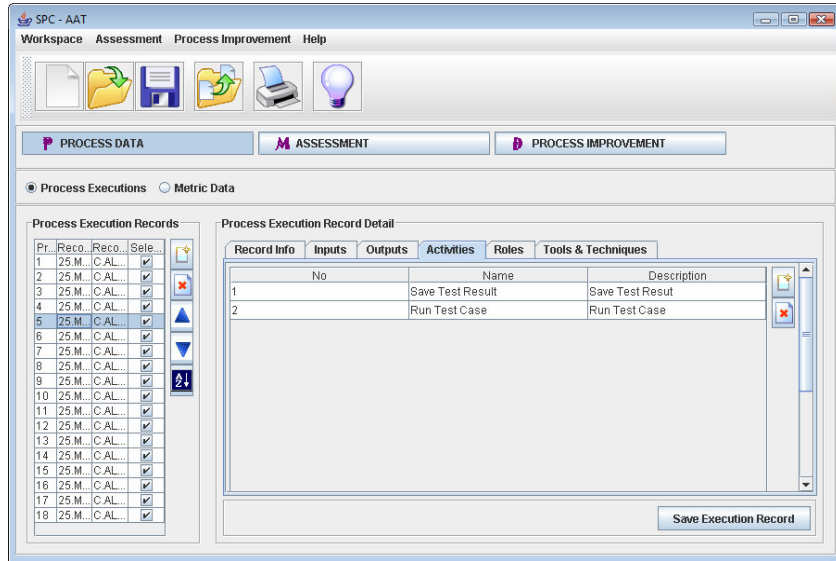 SPC - AAT
Workspace Assessment Process Improvement Help
P PROCESS DATA M ASSESSMENT D PROCESS IMPROVEMENT
Process Executions Metric Data
Process Execution Records
Pr... Reco... Reco... Sele...
1 25.M... C.AL...
2 25.M... C.AL...
3 25.M... C.AL...
4 25.M... C.AL...
5 25.M... C.AL...
6 25.M... C.AL...
7 25.M... C.AL...
8 25.M... C.AL...
9 25.M... C.AL...
10 25.M... C.AL...
11 25.M... C.AL...
12 25.M... C.AL...
13 25.M... C.AL...
14 25.M... C.AL...
15 25.M... C.AL...
16 25.M... C.AL...
17 25.M... C.AL...
18 25.M... C.AL...
A Z
Process Execution Record Detail
Record Info Inputs Outputs Activities Roles Tools & Techniques
No Name Description
1 Save Test Result Save Test Resut
2 Run Test Case Run Test Case
Save Execution Record